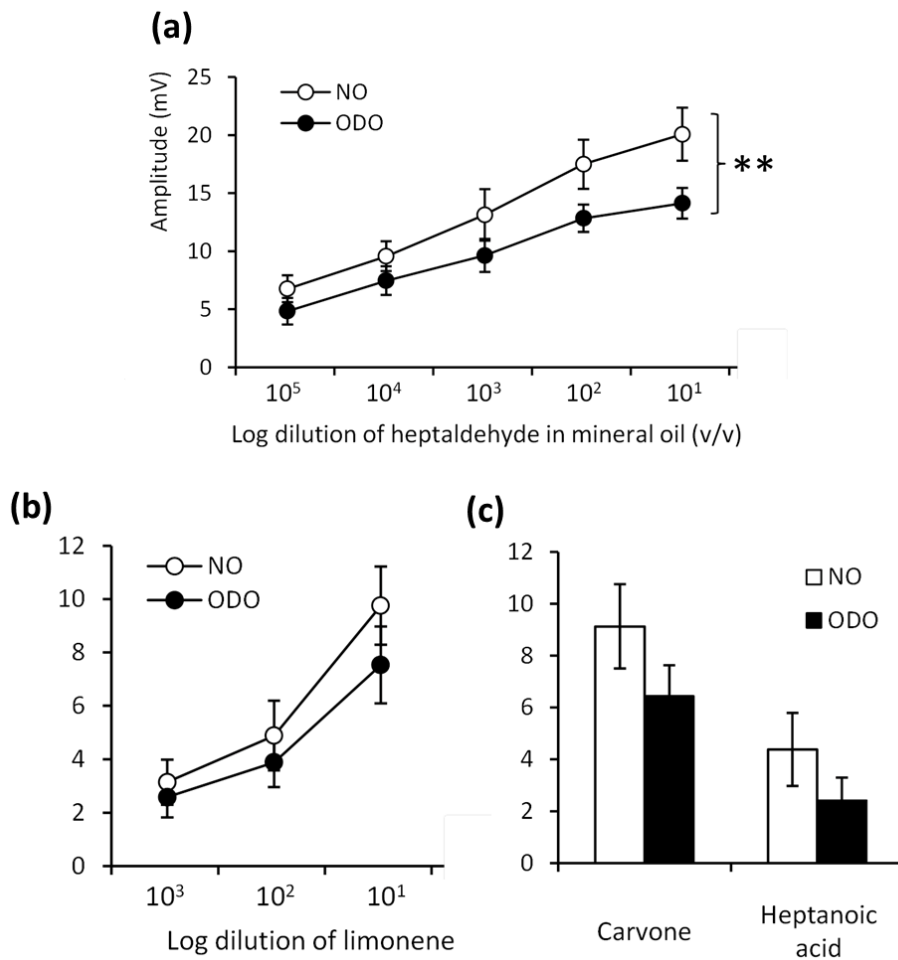 (a)
Amplitude (mV)
25
20
15
10
5
0
NO
ODO
**
10⁵ 10⁴ 10³ 10² 10¹
Log dilution of heptaldehyde in mineral oil (v/v)
(b)
12
10
8
6
4
2
0
NO
ODO
10³ 10² 10¹
Log dilution of limonene
(c)
12
10
8
6
4
2
0
NO
ODO
Carvone
Heptanoic
acid